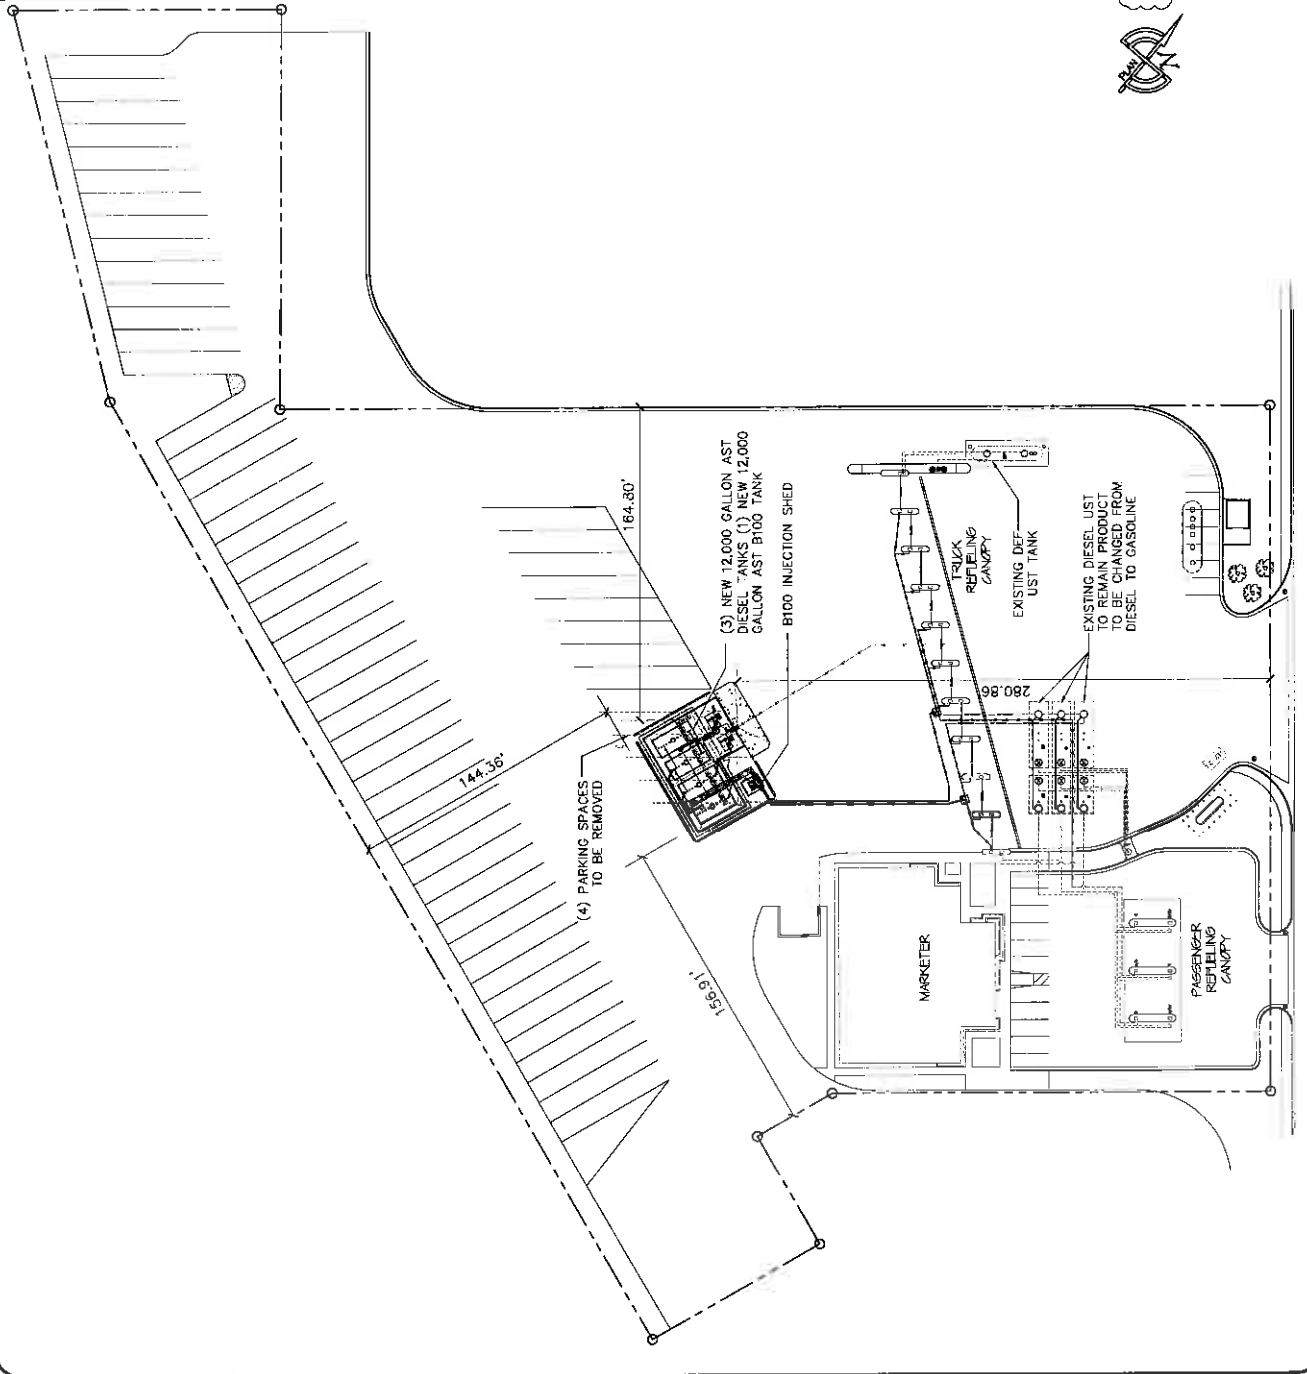 PLAN
N
164.80'
(3) NEW 12,000 GALLON AST
DIESEL TANKS (1) NEW 12,000
GALLON AST B100 TANK
B100 INJECTION SHED
TRUCK
REFUELING
CANOPY
EXISTING DEF
UST TANK
EXISTING DIESEL UST
TO REMAIN PRODUCT
TO BE CHANGED FROM
DIESEL TO GASOLINE
280.86
144.36'
(4) PARKING SPACES
TO BE REMOVED
156.91'
MARKETER
PASSENGER
REFUELING
CANOPY